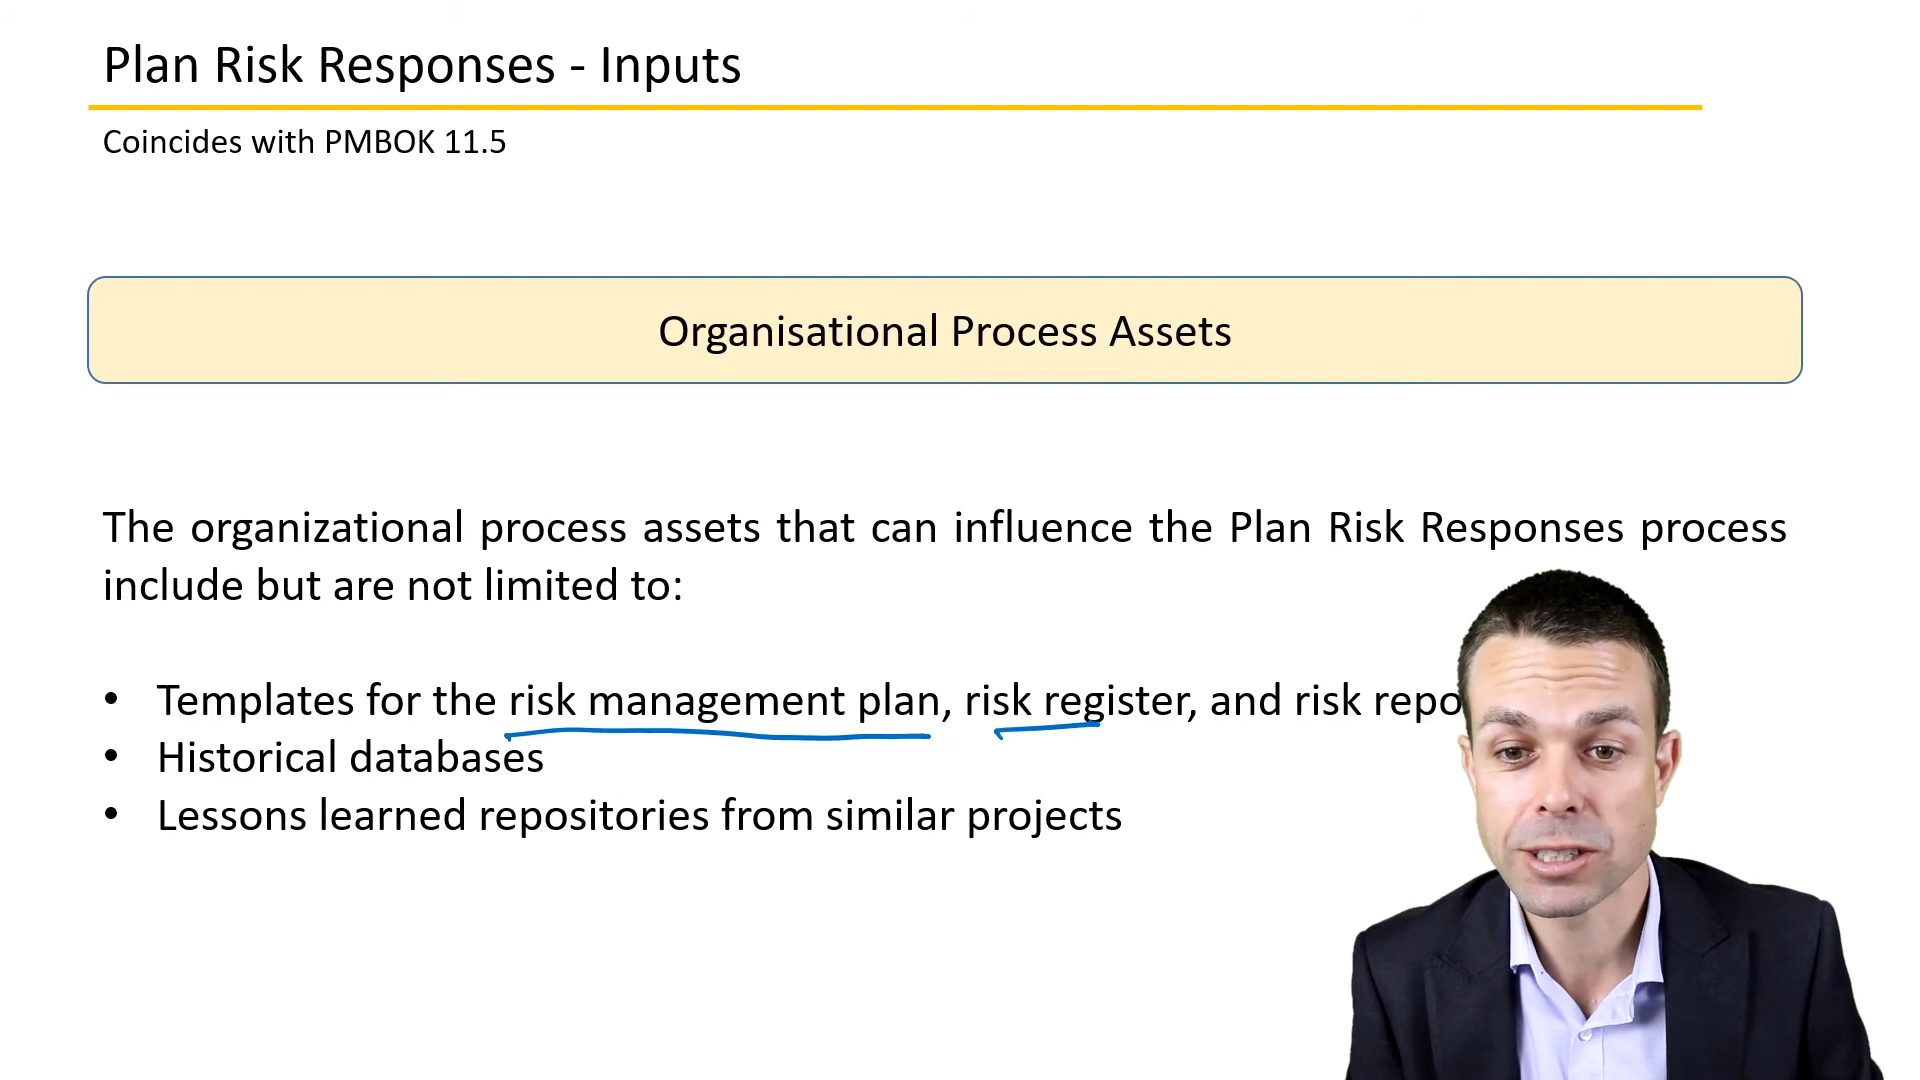 Plan Risk Responses - Inputs
Coincides with PMBOK 11.5
Organisational Process Assets
The organizational process assets that can influence the Plan Risk Responses process
include but are not limited to:
• Templates for the risk management plan, risk register, and risk
• Historical databases
• Lessons learned repositories from similar projects